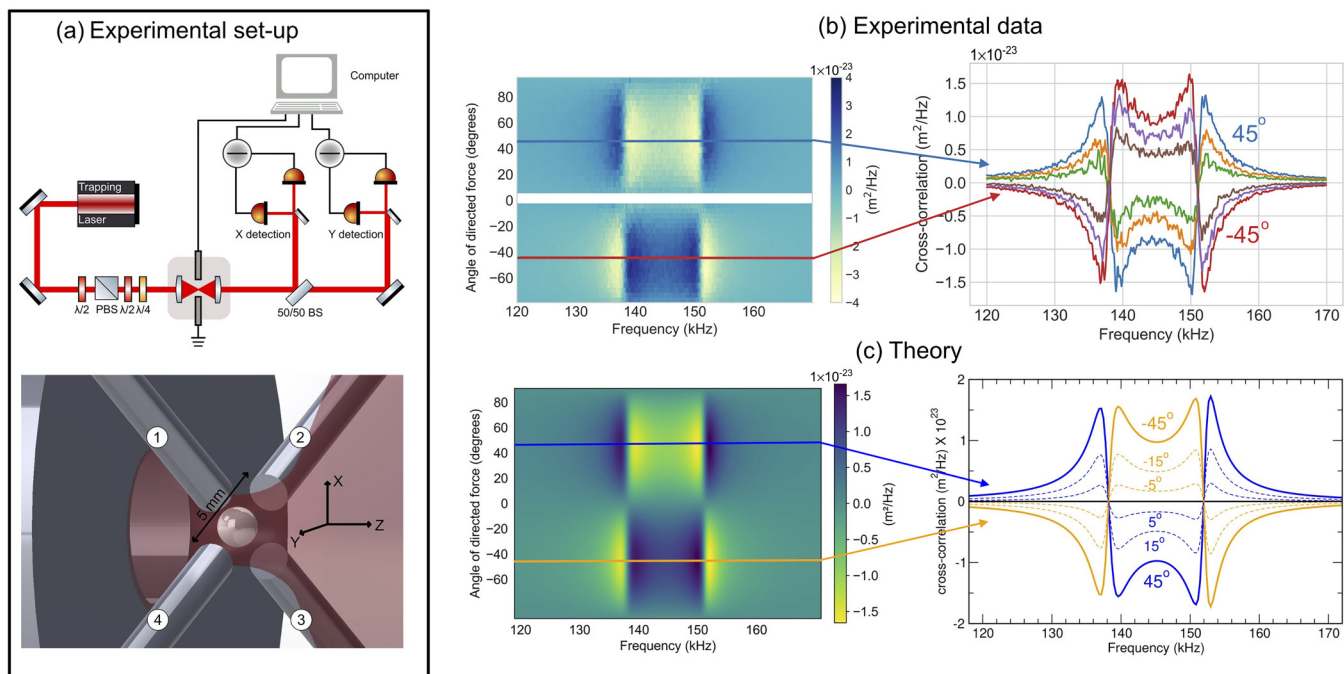 (a) Experimental set-up
Computer
Trapping
Laser
X detection
Y detection
λ/2 PBS λ/2 λ/4
50/50 BS
1
2
5 mm
X
Z
Y
4
3
(b) Experimental data
1×10-23
Angle of directed force (degrees)
80
60
40
20
0
−20
−40
−60
120 130 140 150 160
Frequency (kHz)
4
3
2
1
0
−1
2
−3
−4
(m²/Hz)
1×10-23
Cross-correlation (m²/Hz)
1.5
1.0
0.5
0.0
−0.5
−1.0
−1.5
45°
-45°
120 130 140 150 160 170
Frequency (kHz)
(c) Theory
1×10-23
Angle of directed force (degrees)
80
60
40
20
0
−20
−40
−60
120 130 140 150 160
Frequency (kHz)
1.5
1.0
0.5
0.0
−0.5
−1.0
−1.5
(m²/Hz)
cross-correlation (m²/Hz) X 10²³
2
1
0
-1
-2
-45°
-15°
-5°
5°
15°
45°
120 130 140 150 160 170
Frequency (kHz)